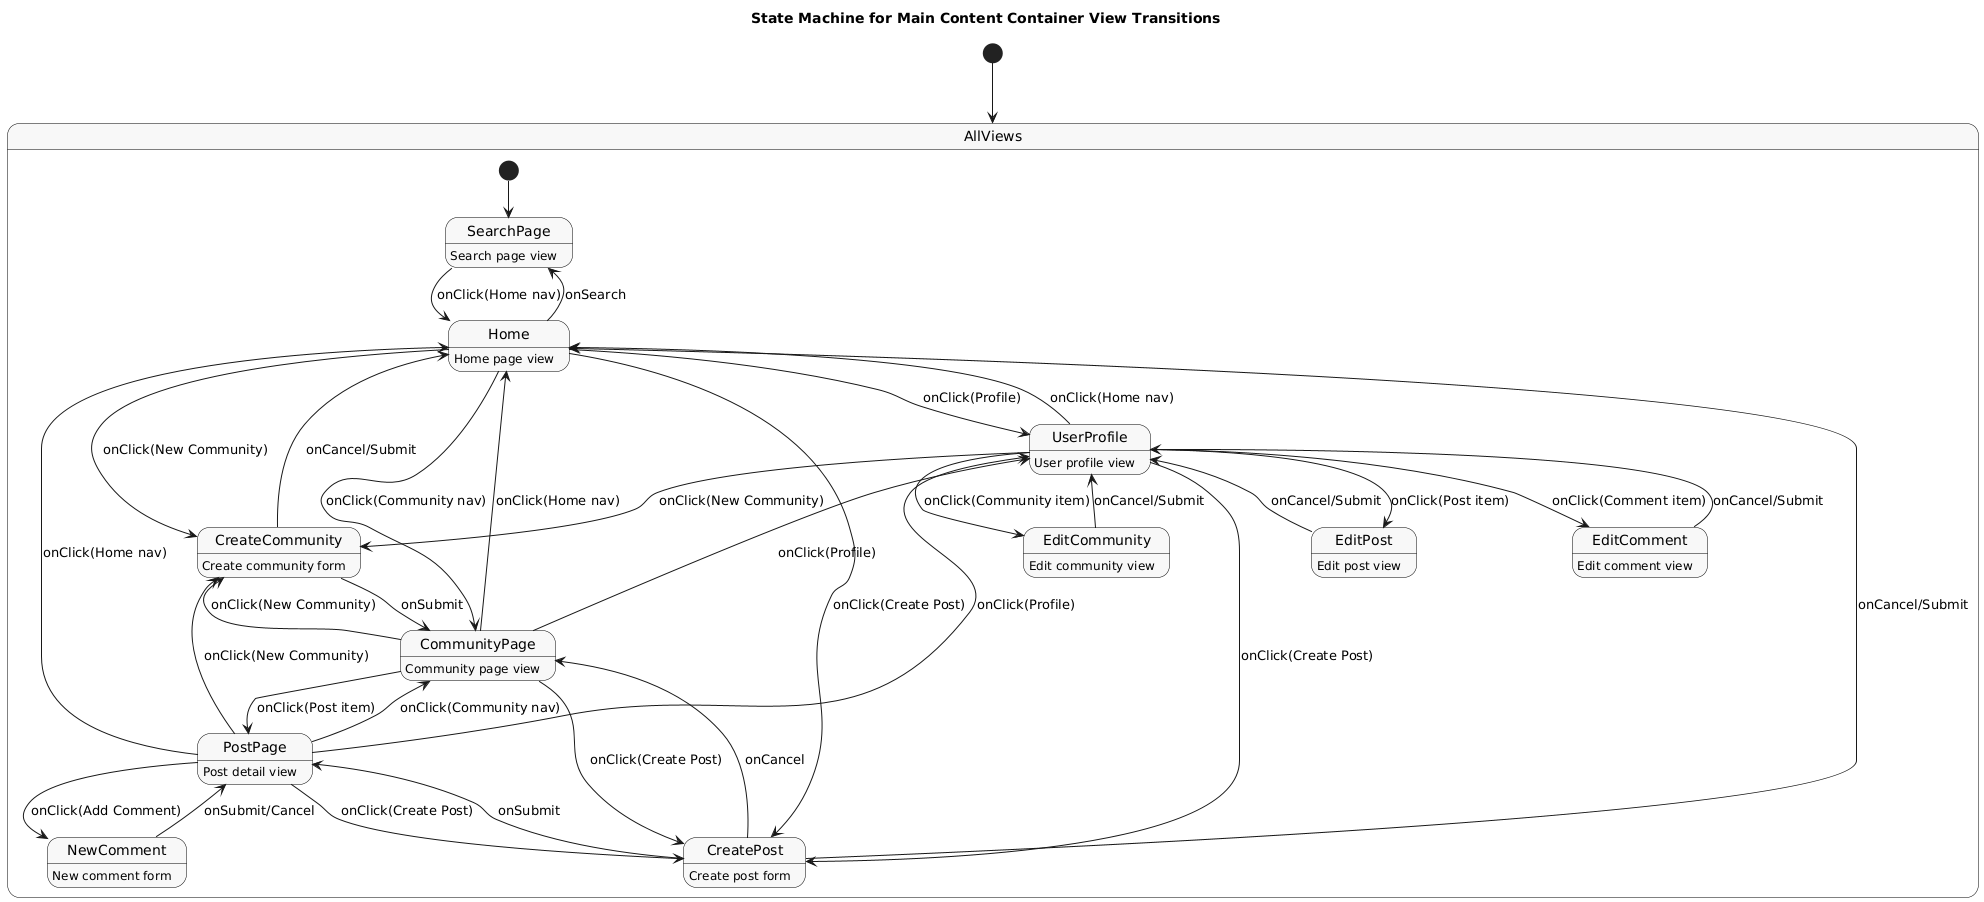 State Machine for Main Content Container View Transitions
AllViews
SearchPage
Search page view
onClick(Home nav)
onSearch
Home
Home page view
onClick(Profile)
onClick(Home nav)
UserProfile
User profile view
onClick(New Community)
onCancel/Submit
onClick(Community nav)
onClick(Home nav)
onClick(New Community)
onClick(Community item)
onCancel/Submit
onCancel/Submit
onClick(Post item)
onClick(Comment item)
onCancel/Submit
onClick(Home nav)
CreateCommunity
Create community form
onClick(Profile)
EditCommunity
Edit community view
EditPost
Edit post view
EditComment
Edit comment view
onClick(New Community)
onSubmit
onClick(Create Post)
onClick(Profile)
onCancel/Submit
CommunityPage
Community page view
onClick(New Community)
onClick(Create Post)
onClick(Post item)
onClick(Community nav)
PostPage
Post detail view
onClick(Create Post)
onCancel
onClick(Add Comment)
onSubmit/Cancel
onClick(Create Post)
onSubmit
NewComment
New comment form
CreatePost
Create post form